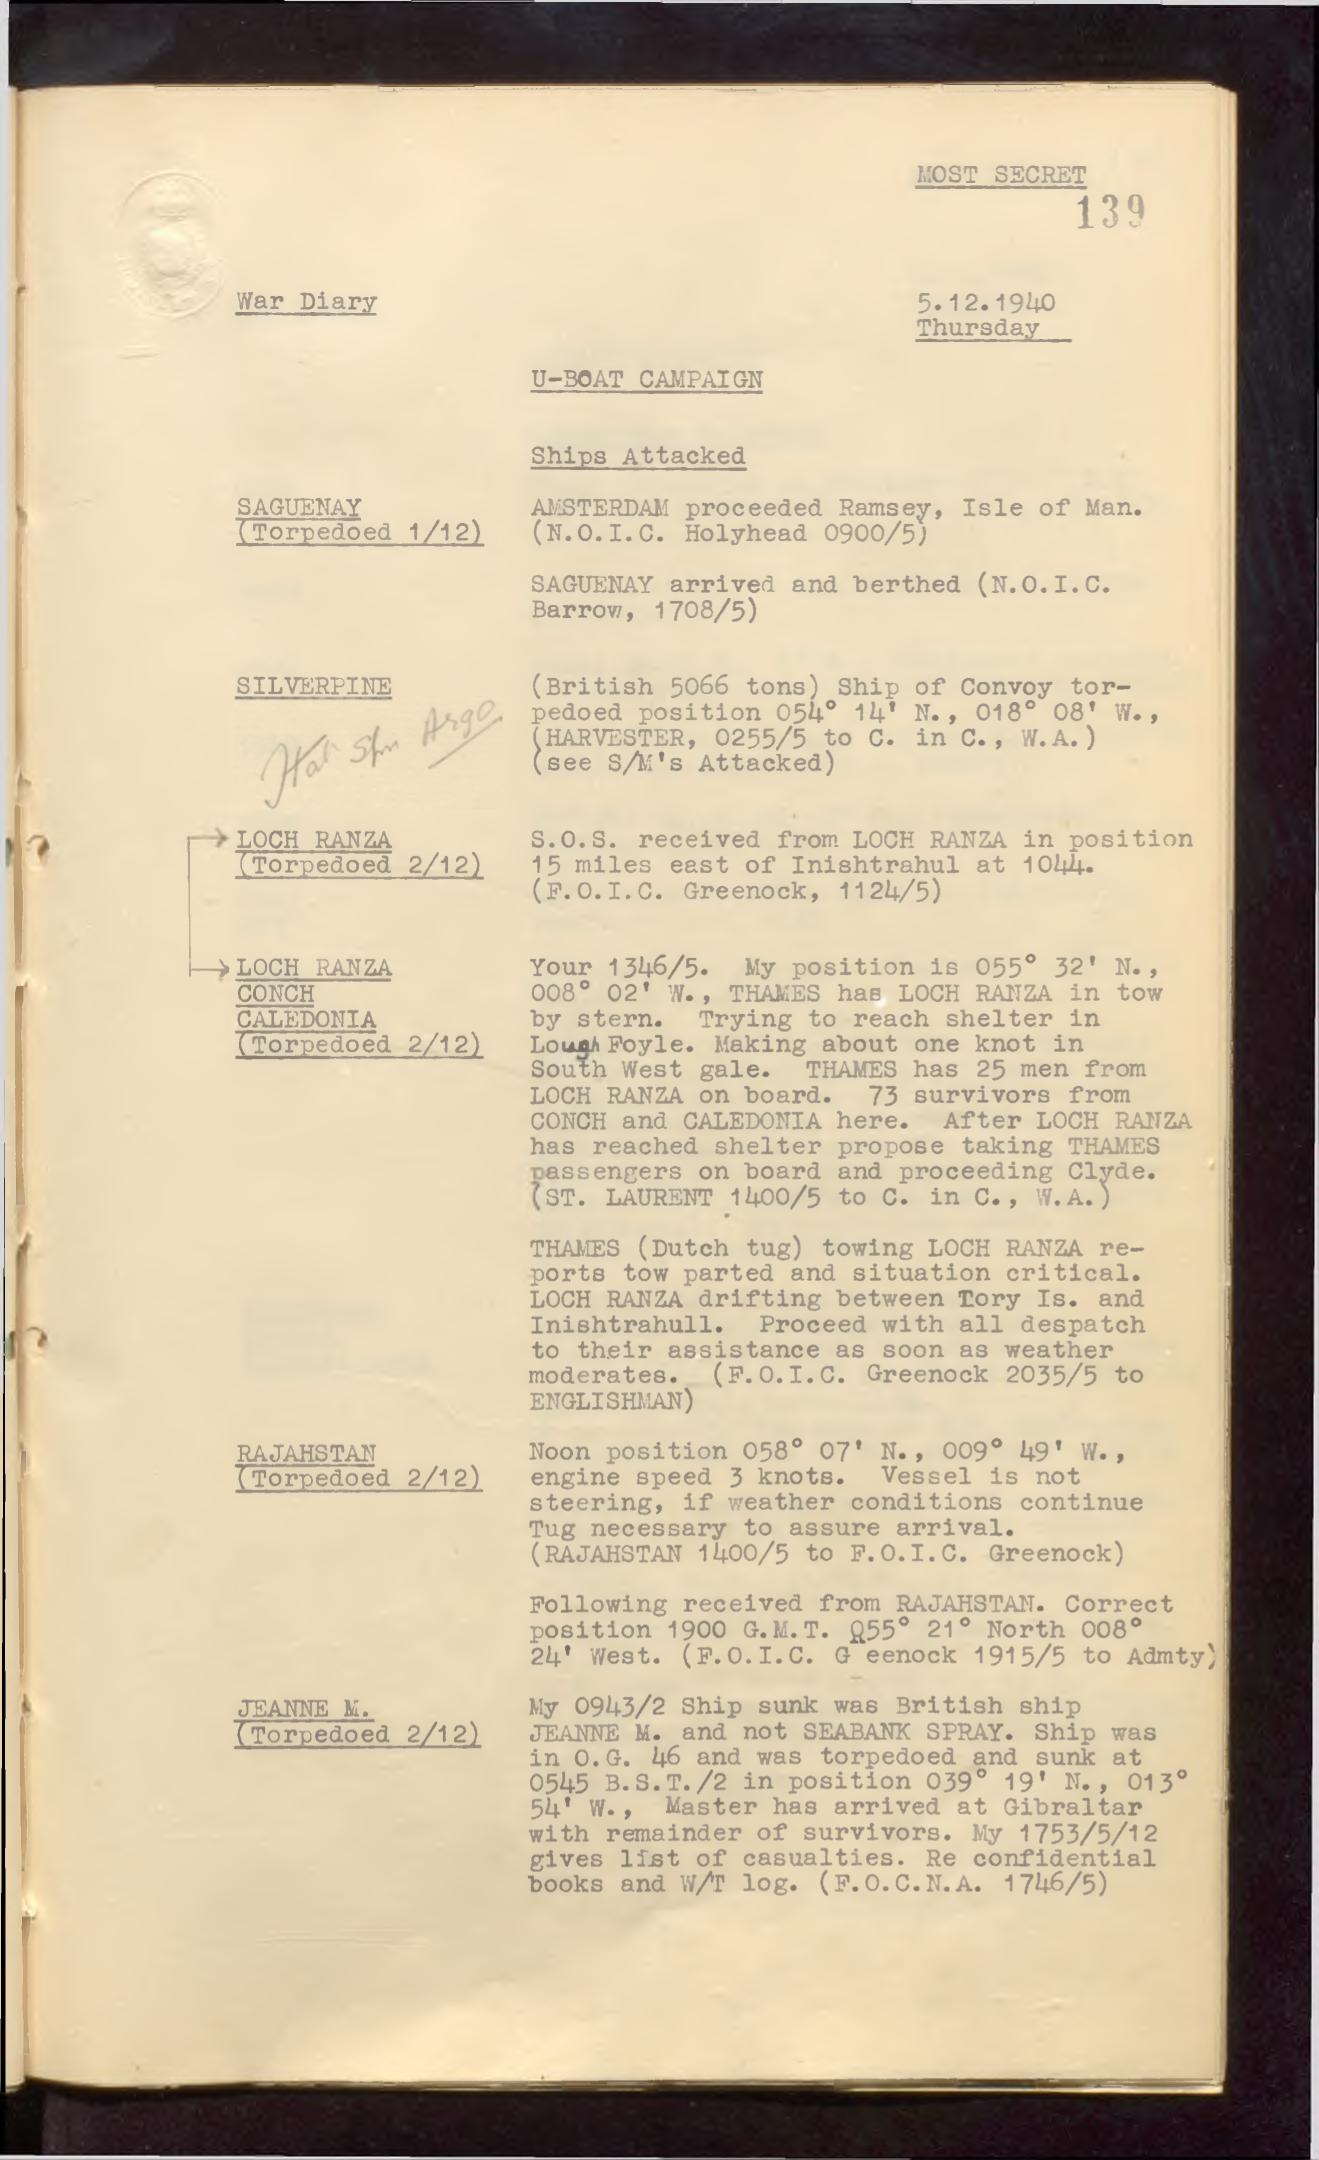 MOST SECRET
139
War Diary
5.12.1940
Thursday
U-BOAT CAMPAIGN
Ships Attacked
SAGUENAY
(Torpedoed 1/12)
AMSTERDAM proceeded Ramsey, Isle of Man.
(N.O.I.C. Holyhead 0900/5)
SAGUENAY arrived and berthed (N.O.I.C.
Barrow, 1708/5)
SILVERPINE
Ital S/m Argo
(British 5066 tons) Ship of Convoy tor-
pedoed position 054° 14' N., 018° 08' W.,
(HARVESTER, 0255/5 to C. in C., W.A.)
(see S/M's Attacked)
LOCH RANZA
(Torpedoed 2/12)
S.O.S. received from LOCH RANZA in position
15 miles east of Inishtrahul at 1044.
(F.O.I.C. Greenock, 1124/5)
LOCH RANZA
CONCH
CALEDONIA
(Torpedoed 2/12)
Your 1346/5. My position is 055° 32' N.,
008° 02' W., THAMES has LOCH RANZA in tow
by stern. Trying to reach shelter in
Lough Foyle. Making about one knot in
South West gale. THAMES has 25 men from
LOCH RANZA on board. 73 survivors from
CONCH and CALEDONIA here. After LOCH RANZA
has reached shelter propose taking THAMES
passengers on board and proceeding Clyde.
(ST. LAURENT 1400/5 to C. in C., W.A.)
THAMES (Dutch tug) towing LOCH RANZA re-
ports tow parted and situation critical.
LOCH RANZA drifting between Tory Is. and
Inishtrahull. Proceed with all despatch
to their assistance as soon as weather
moderates. (F.O.I.C. Greenock 2035/5 to
ENGLISHMAN)
RAJAHSTAN
(Torpedoed 2/12)
Noon position 058° 07' N., 009° 49' W.,
engine speed 3 knots. Vessel is not
steering, if weather conditions continue
Tug necessary to assure arrival.
(RAJAHSTAN 1400/5 to F.O.I.C. Greenock)
Following received from RAJAHSTAN. Correct
position 1900 G.M.T. 055° 21° North 008°
24' West. (F.O.I.C. G eenock 1915/5 to Admty)
JEANNE M.
(Torpedoed 2/12)
My 0943/2 Ship sunk was British ship
JEANNE M. and not SEABANK SPRAY. Ship was
in O.G. 46 and was torpedoed and sunk at
0545 B.S.T./2 in position 039° 19' N., 013°
54' W., Master has arrived at Gibraltar
with remainder of survivors. My 1753/5/12
gives list of casualties. Re confidential
books and W/T log. (F.O.C.N.A. 1746/5)